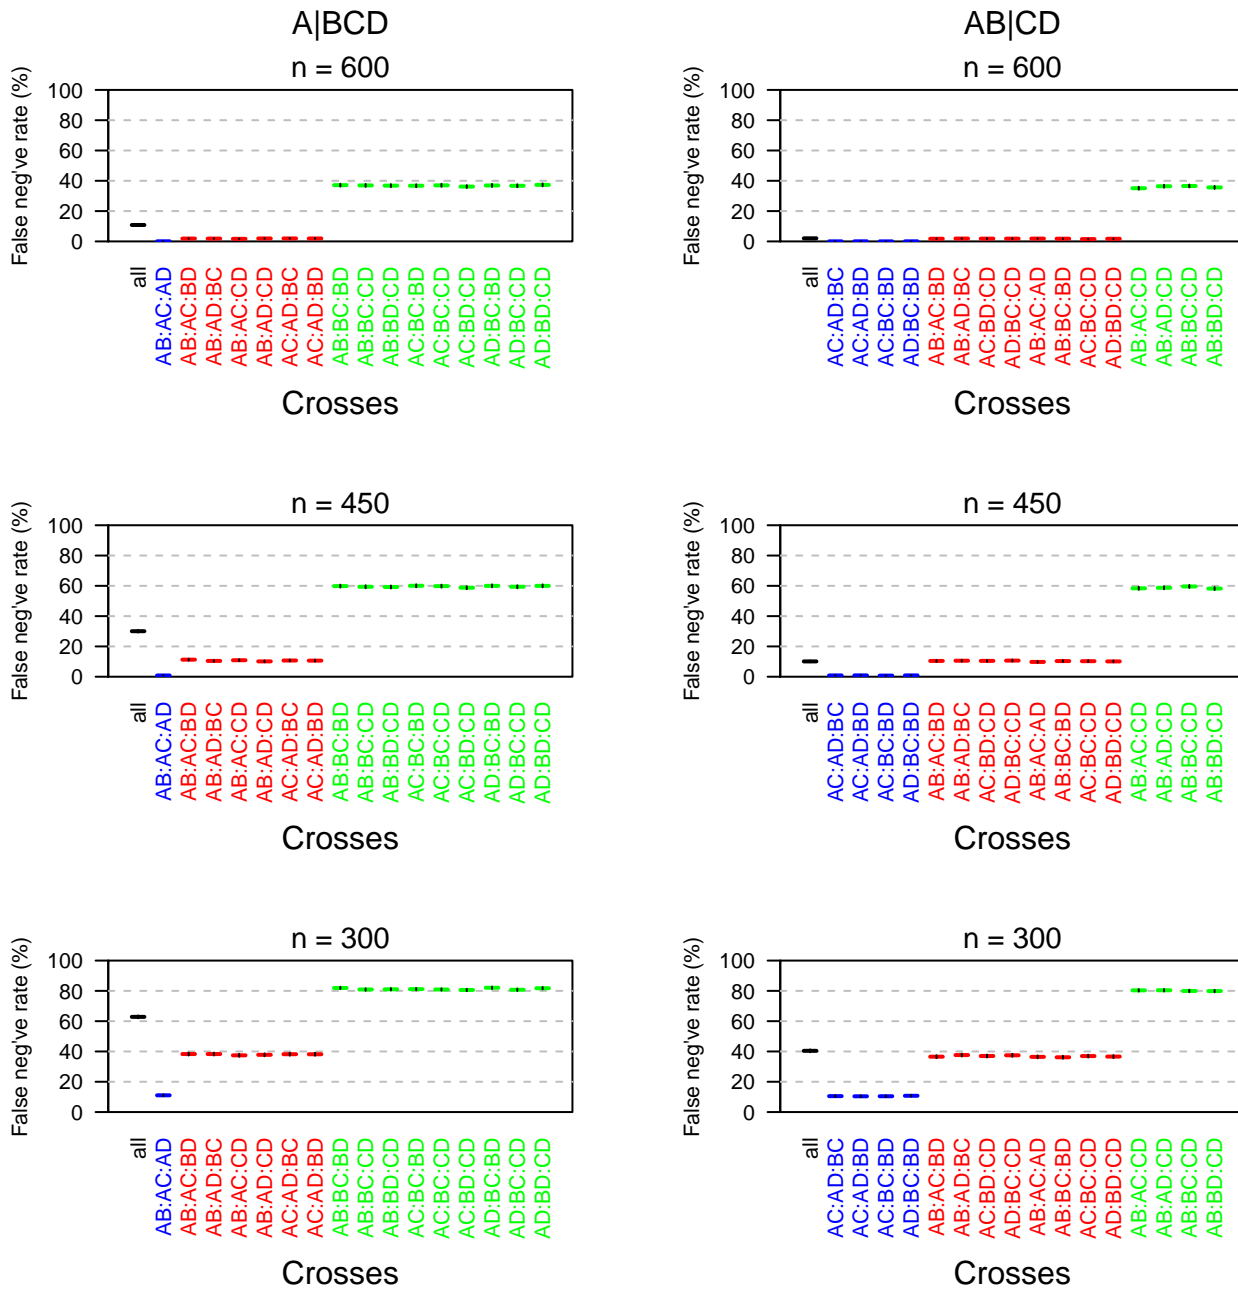 A|BCD
n = 600
False neg've rate (%)
100
80
60
40
20
0
all
AB:AC:AD
AB:AC:BD
AB:AD:BC
AB:AC:CD
AB:AD:CD
AC:AD:BC
AC:AD:BD
AB:BC:BD
AB:BC:CD
AB:BD:CD
AC:BC:BD
AC:BC:CD
AC:BD:CD
AD:BC:BD
AD:BC:CD
AD:BD:CD
Crosses
AB|CD
n = 600
False neg've rate (%)
100
80
60
40
20
0
all
AC:AD:BC
AC:AD:BD
AC:BC:BD
AD:BC:BD
AB:AC:BD
AB:AD:BC
AC:BD:CD
AD:BC:CD
AB:AC:AD
AB:BC:BD
AC:BC:CD
AD:BD:CD
AB:AC:CD
AB:AD:CD
AB:BC:CD
AB:BD:CD
Crosses
n = 450
False neg've rate (%)
100
80
60
40
20
0
all
AB:AC:AD
AB:AC:BD
AB:AD:BC
AB:AC:CD
AB:AD:CD
AC:AD:BC
AC:AD:BD
AB:BC:BD
AB:BC:CD
AB:BD:CD
AC:BC:BD
AC:BC:CD
AC:BD:CD
AD:BC:BD
AD:BC:CD
AD:BD:CD
Crosses
n = 450
False neg've rate (%)
100
80
60
40
20
0
all
AC:AD:BC
AC:AD:BD
AC:BC:BD
AD:BC:BD
AB:AC:BD
AB:AD:BC
AC:BD:CD
AD:BC:CD
AB:AC:AD
AB:BC:BD
AC:BC:CD
AD:BD:CD
AB:AC:CD
AB:AD:CD
AB:BC:CD
AB:BD:CD
Crosses
n = 300
False neg've rate (%)
100
80
60
40
20
0
all
AB:AC:AD
AB:AC:BD
AB:AD:BC
AB:AC:CD
AB:AD:CD
AC:AD:BC
AC:AD:BD
AB:BC:BD
AB:BC:CD
AB:BD:CD
AC:BC:BD
AC:BC:CD
AC:BD:CD
AD:BC:BD
AD:BC:CD
AD:BD:CD
Crosses
n = 300
False neg've rate (%)
100
80
60
40
20
0
all
AC:AD:BC
AC:AD:BD
AC:BC:BD
AD:BC:BD
AB:AC:BD
AB:AD:BC
AC:BD:CD
AD:BC:CD
AB:AC:AD
AB:BC:BD
AC:BC:CD
AD:BD:CD
AB:AC:CD
AB:AD:CD
AB:BC:CD
AB:BD:CD
Crosses